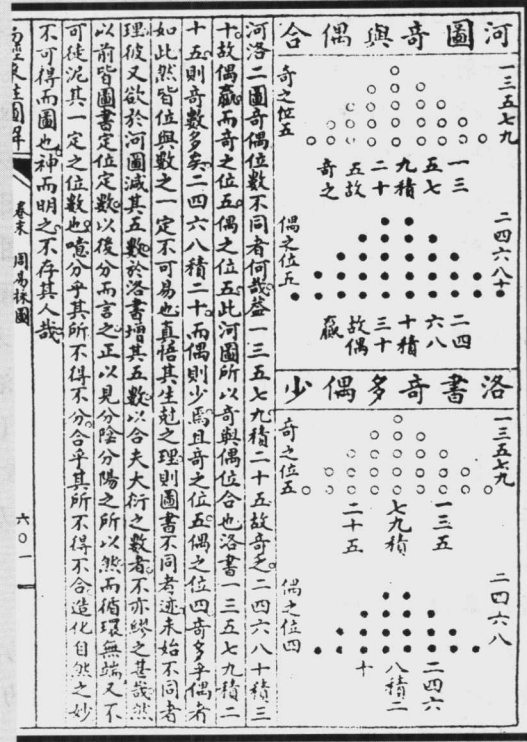 河圖奇與偶合
一三五七九
一三
五七
九積
二十
五故
奇乏
奇之位五
二四六八十
二四
六八
十積
三十
故偶
贏
偶之位五
洛書奇多偶少
一三五七九
一三五
七九積
二十五
奇之位五
二四六八
二四六
八積二
十
偶之位四
河洛二圖奇偶位數不同者何哉蓋一三五七九積二十五故奇乏二四六八十積三
十故偶贏而奇之位五偶之位五此河圖所以奇與偶位合也洛書一三五七九積二
十五則奇數多矣二四六八積二十而偶則少焉且奇之位五偶之位四奇多乎偶者
如此然皆位與數之一定不可易也真悟其生尅之理則圖書不同者迹未始不同者
理彼又欲於河圖減其五數於洛書增其五數以合夫大衍之數者不亦繆之甚哉然
以前皆圖書定位定數以後分而言之正以見分陰分陽之所以然而循環無端又不
可徒泥其一定之位數也噫分乎其所不得不分合乎其所不得不合造化自然之妙
不可得而圖也神而明之不存其人哉
易經來註圖解 卷末 周易採圖 六〇一